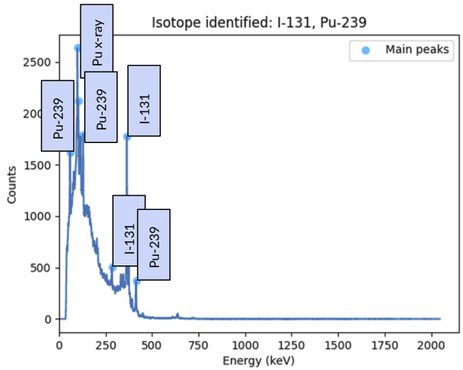 Isotope identified: I-131, Pu-239
Main peaks
Pu x-ray
Pu-239
Pu-239
I-131
I-131
Pu-239
Counts
2500
1500
1000
500
0
0
250
500
750
1000
1250
1500
1750
2000
Energy (keV)